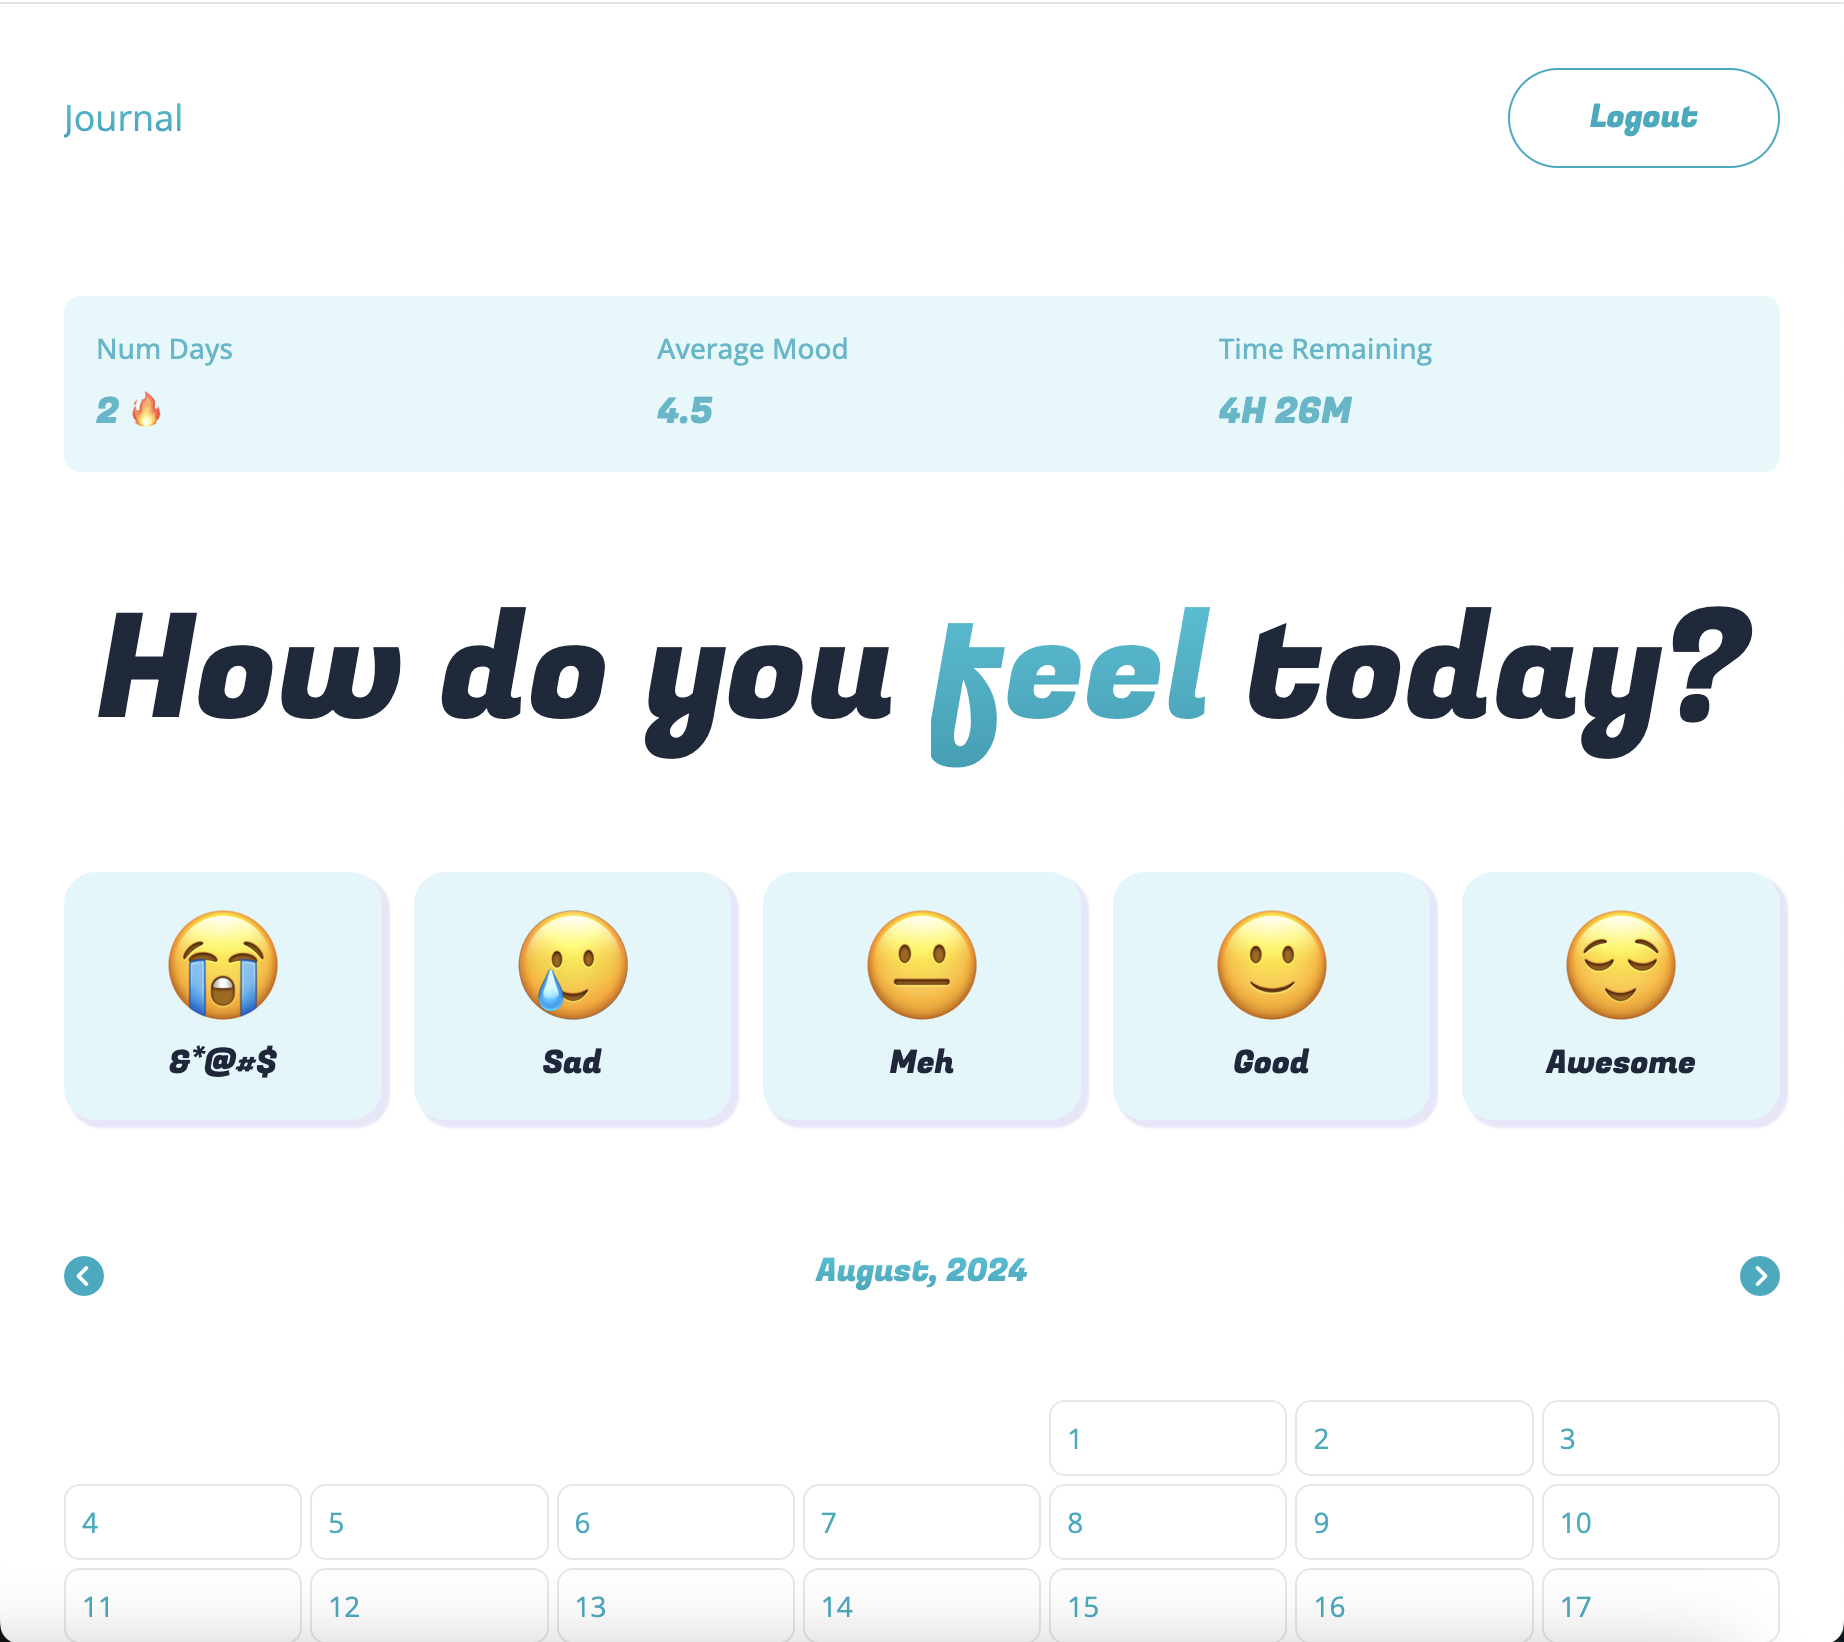 Journal
Logout
Num Days Average Mood Time Remaining
2 🔥 4.5 4H 26M
How do you feel today?
&*@#$ Sad Meh Good Awesome
August, 2024
1 2 3
4 5 6 7 8 9 10
11 12 13 14 15 16 17